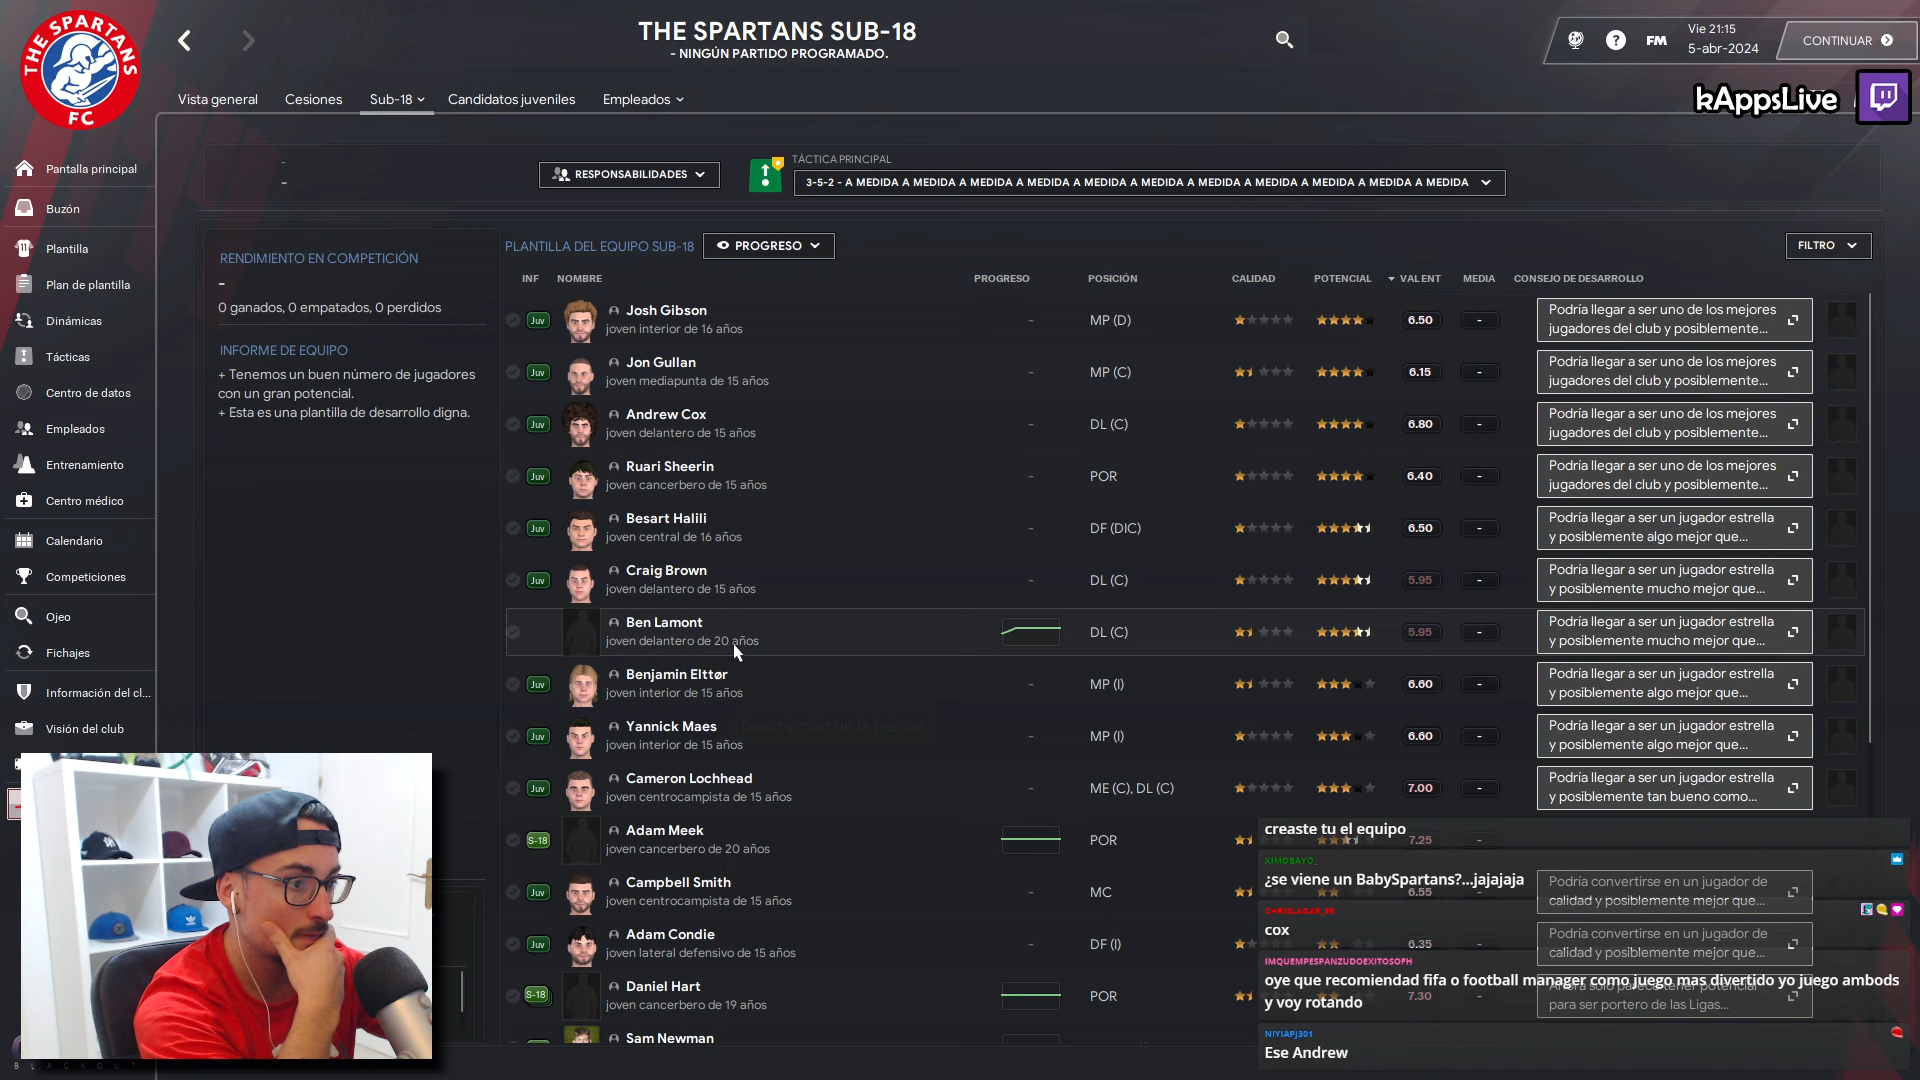 THE SPARTANS
FC
THE SPARTANS SUB-18
- NINGÚN PARTIDO PROGRAMADO.
FM
Vie 21:15
5-abr-2024
CONTINUAR
kAppsLive
Vista general
Cesiones
Sub-18
Candidatos juveniles
Empleados
Pantalla principal
Buzón
Plantilla
Plan de plantilla
Dinámicas
Tácticas
Centro de datos
Empleados
Entrenamiento
Centro médico
Calendario
Competiciones
Ojeo
Fichajes
Información del cl...
Visión del club
-
-
RESPONSABILIDADES
TÁCTICA PRINCIPAL
3-5-2 - A MEDIDA A MEDIDA A MEDIDA A MEDIDA A MEDIDA A MEDIDA A MEDIDA A MEDIDA A MEDIDA A MEDIDA A MEDIDA
RENDIMIENTO EN COMPETICIÓN
-
0 ganados, 0 empatados, 0 perdidos
INFORME DE EQUIPO
+ Tenemos un buen número de jugadores
con un gran potencial.
+ Esta es una plantilla de desarrollo digna.
PLANTILLA DEL EQUIPO SUB-18
PROGRESO
FILTRO
INF NOMBRE PROGRESO POSICIÓN CALIDAD POTENCIAL VAL ENT MEDIA CONSEJO DE DESARROLLO
Juv Josh Gibson - MP (D) 6.50 - Podría llegar a ser uno de los mejores
joven interior de 16 años jugadores del club y posiblemente...
Juv Jon Gullan - MP (C) 6.15 - Podría llegar a ser uno de los mejores
joven mediapunta de 15 años jugadores del club y posiblemente...
Juv Andrew Cox - DL (C) 6.80 - Podría llegar a ser uno de los mejores
joven delantero de 15 años jugadores del club y posiblemente...
Juv Ruari Sheerin - POR 6.40 - Podría llegar a ser uno de los mejores
joven cancerbero de 15 años jugadores del club y posiblemente...
Juv Besart Halili - DF (DIC) 6.50 - Podría llegar a ser un jugador estrella
joven central de 16 años y posiblemente algo mejor que...
Juv Craig Brown - DL (C) 5.95 - Podría llegar a ser un jugador estrella
joven delantero de 15 años y posiblemente mucho mejor que...
Ben Lamont DL (C) 5.95 - Podría llegar a ser un jugador estrella
joven delantero de 20 años y posiblemente mucho mejor que...
Juv Benjamin Elttør - MP (I) 6.60 - Podría llegar a ser un jugador estrella
joven interior de 15 años y posiblemente algo mejor que...
Descripción de la prensa
Juv Yannick Maes - MP (I) 6.60 - Podría llegar a ser un jugador estrella
joven interior de 15 años y posiblemente algo mejor que...
Juv Cameron Lochhead - ME (C), DL (C) 7.00 - Podría llegar a ser un jugador estrella
joven centrocampista de 15 años y posiblemente tan bueno como...
S-18 Adam Meek POR 7.25 -
joven cancerbero de 20 años
Juv Campbell Smith - MC 6.55 - Podría convertirse en un jugador de
joven centrocampista de 15 años calidad y posiblemente mejor que...
Juv Adam Condie - DF (I) 6.35 - Podría convertirse en un jugador de
joven lateral defensivo de 15 años calidad y posiblemente mejor que...
S-18 Daniel Hart POR 7.30 -
joven cancerbero de 19 años para ser portero de las Ligas...
Sam Newman
creaste tu el equipo
XIMOBAYO_
¿se viene un BabySpartans?...jajajaja
cox
IMQUEMPESPANZUDOEXITOSOFH
oye que recomiendad fifa o football manager como juego mas divertido yo juego ambods
y voy rotando
NIYIAPJ301
Ese Andrew
BLACKOUT